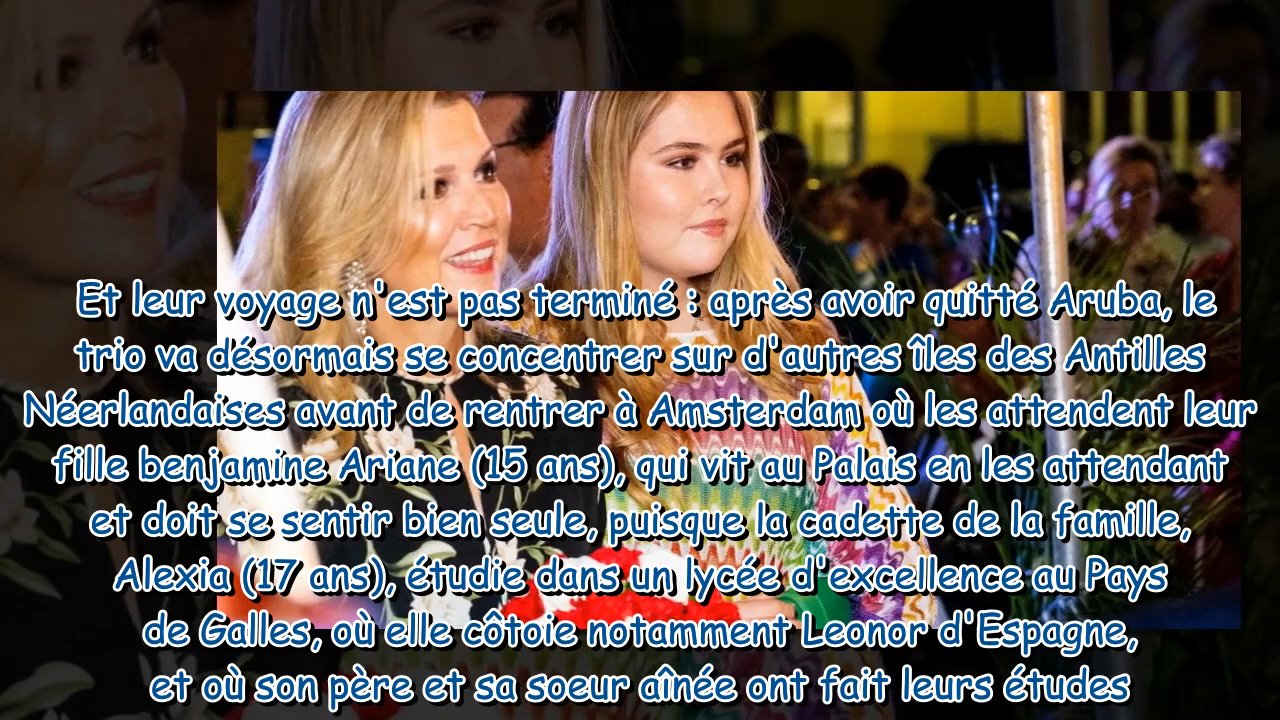 Et leur voyage n'est pas terminé : après avoir quitté Aruba, le
trio va désormais se concentrer sur d'autres îles des Antilles
Néerlandaises avant de rentrer à Amsterdam où les attendent leur
fille benjamine Ariane (15 ans), qui vit au Palais en les attendant
et doit se sentir bien seule, puisque la cadette de la famille,
Alexia (17 ans), étudie dans un lycée d'excellence au Pays
de Galles, où elle côtoie notamment Leonor d'Espagne,
et où son père et sa soeur aînée ont fait leurs études